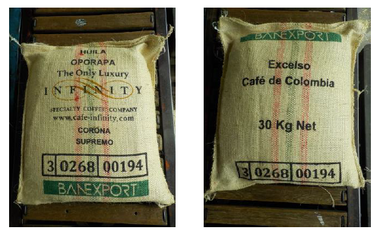 HUILA
OPORAPA
The Only Luxury
INFINITY
SPECIALTY COFFEE COMPANY
www.cafe-infinity.com
CORONA
SUPREMO
3 0268 00194
BANEXPORT
BANEXPORT
Excelso
Café de Colombia
30 Kg Net
3 0268 00194